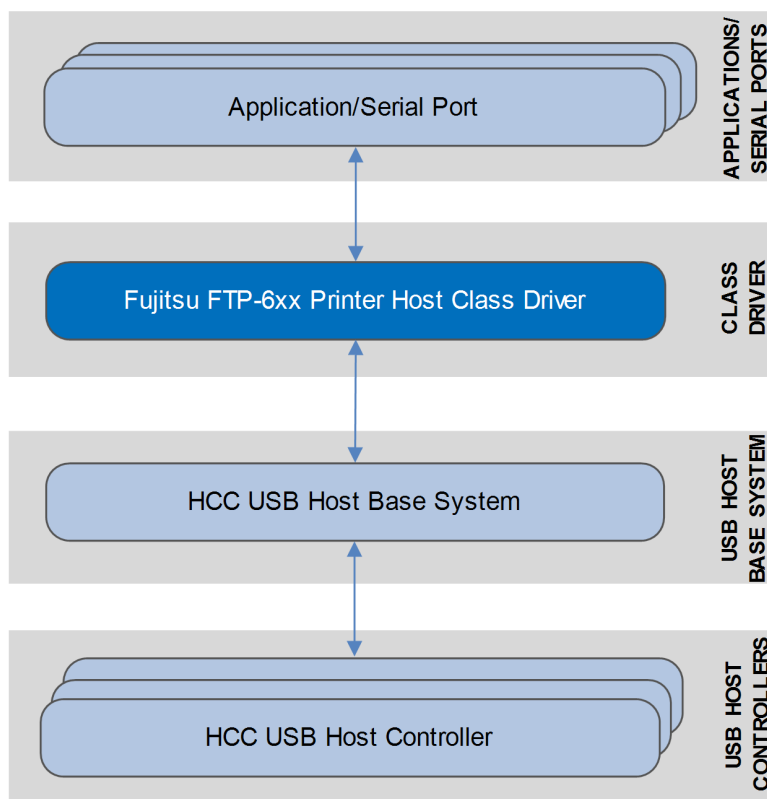 Application/Serial Port
APPLICATIONS/
SERIAL PORTS
Fujitsu FTP-6xx Printer Host Class Driver
CLASS
DRIVER
HCC USB Host Base System
USB HOST
BASE SYSTEM
HCC USB Host Controller
USB HOST
CONTROLLERS